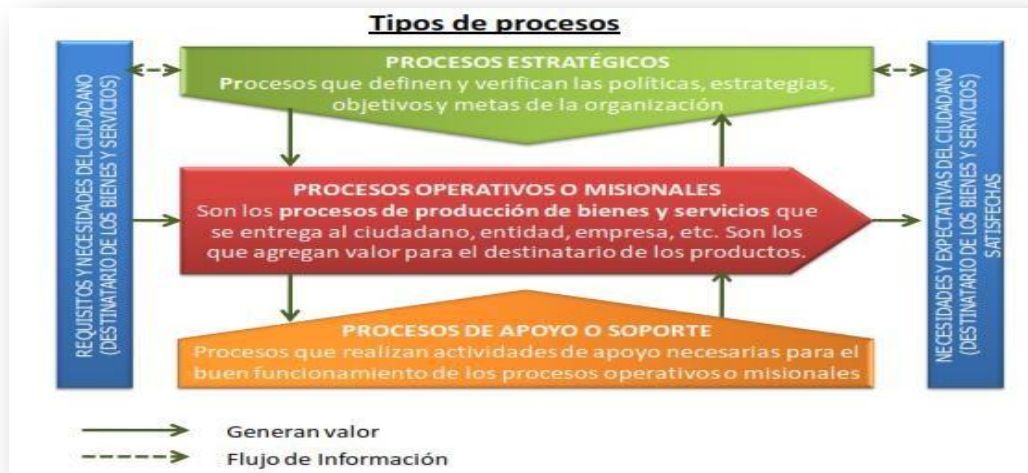 Tipos de procesos
REQUISITOS Y NECESIDADES DEL CIUDADANO
(DESTINATARIO DE LOS BIENES Y SERVICIOS)
PROCESOS ESTRATÉGICOS
Procesos que definen y verifican las políticas, estrategias,
objetivos y metas de la organización
PROCESOS OPERATIVOS O MISIONALES
Son los procesos de producción de bienes y servicios que
se entrega al ciudadano, entidad, empresa, etc. Son los
que agregan valor para el destinatario de los productos.
PROCESOS DE APOYO O SOPORTE
Procesos que realizan actividades de apoyo necesarias para el
buen funcionamiento de los procesos operativos o misionales
NECESIDADES Y EXPECTATIVAS DEL CIUDADANO
(DESTINATARIO DE LOS BIENES Y SERVICIOS)
SATISFECHAS
Generan valor
Flujo de Información